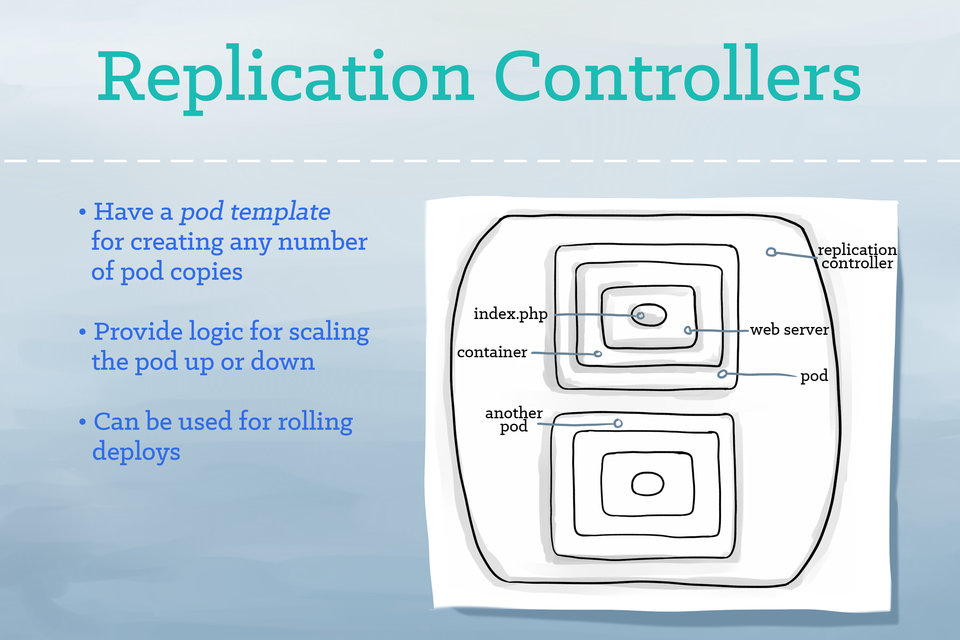 Replication Controllers
• Have a pod template
for creating any number
of pod copies
• Provide logic for scaling
the pod up or down
• Can be used for rolling
deploys
replication
controller
index.php
web server
container
pod
another
pod